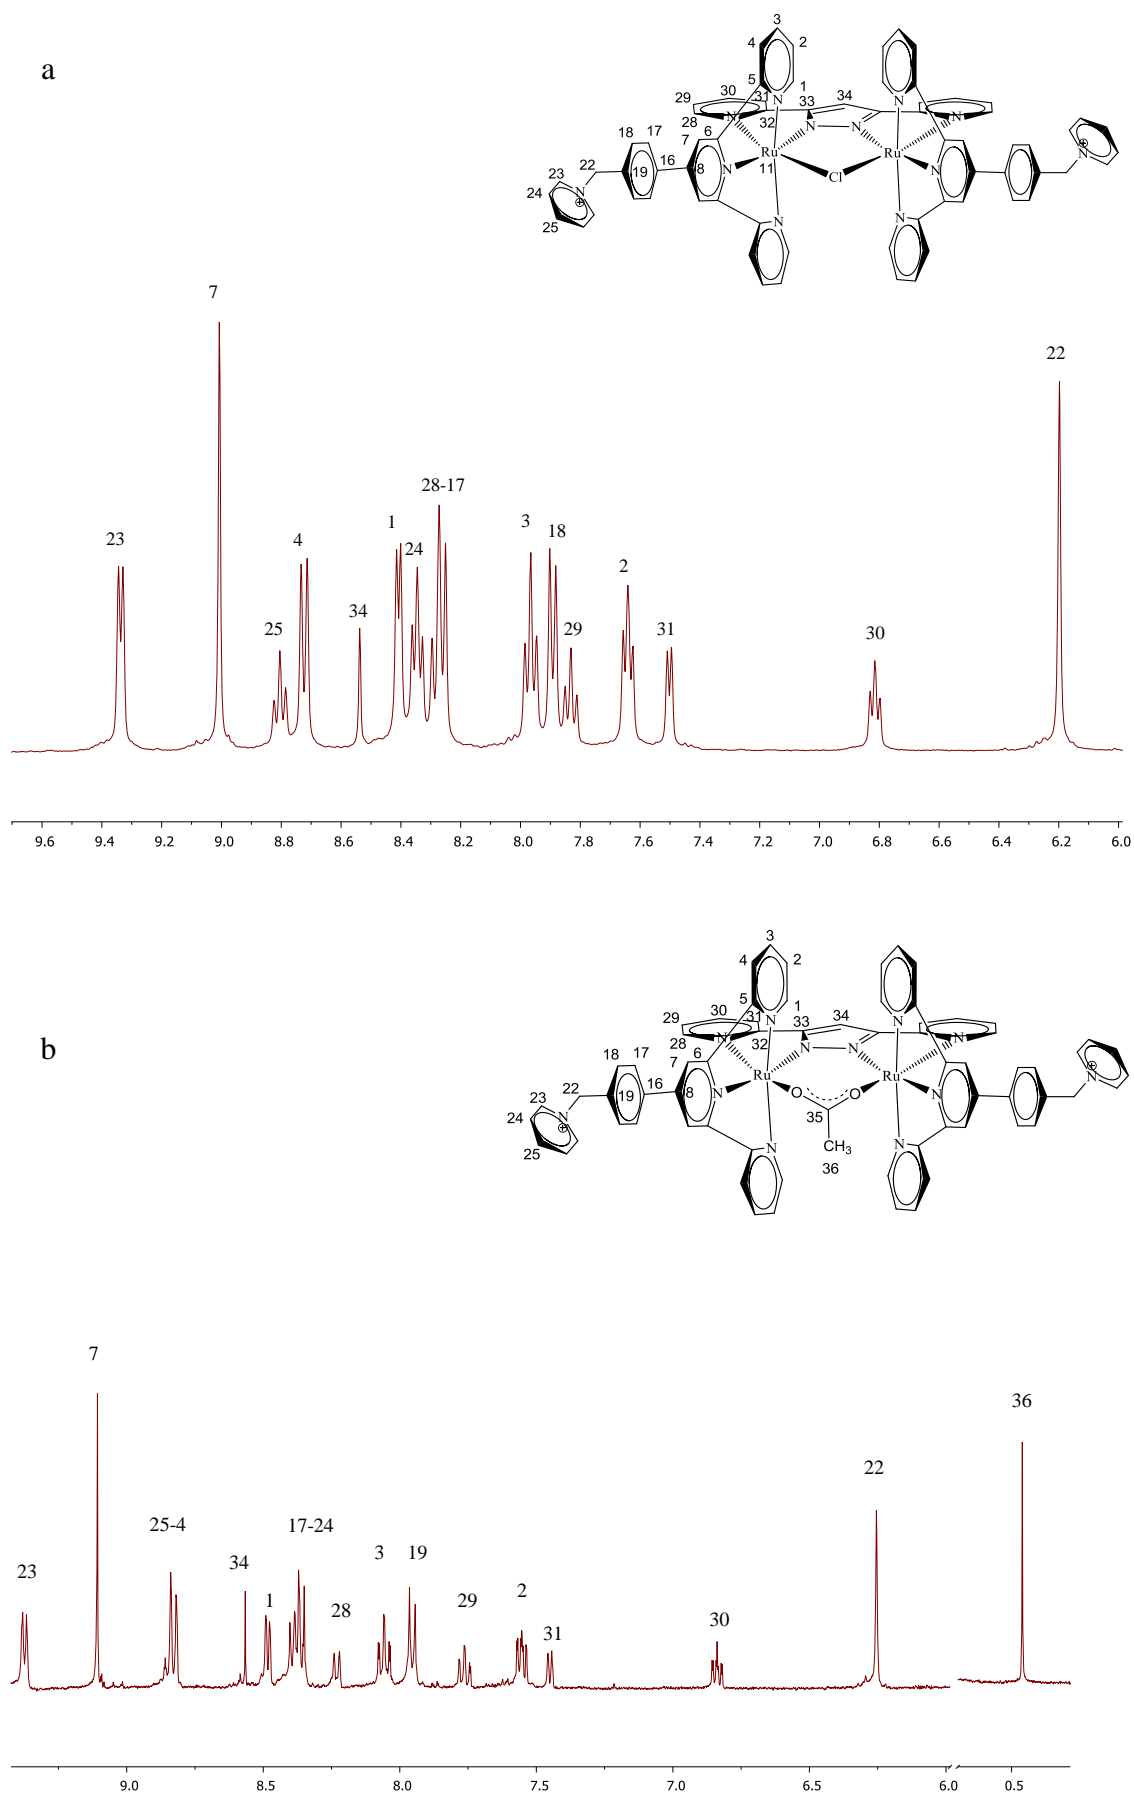 a
3
4 2
5 1
29 30 31 33 34
28 N N 32 N N N N
18 17 7 6 Ru N N Ru
22 16 8 N 11 Cl N
23 19 N
24 N
⊕
25 N N
⊕
7
22
28-17
23 4 1 24 3 18
25 34 2 29 31 30
9.6 9.4 9.2 9.0 8.8 8.6 8.4 8.2 8.0 7.8 7.6 7.4 7.2 7.0 6.8 6.6 6.4 6.2 6.0
b
3
4 2
5 1
29 30 31 33 34
28 N N 32 N N N N
18 17 7 6 Ru N N Ru
22 16 8 N O O N
23 19 35 N
24 N
⊕
25 N CH3 N
⊕
36
7
36
22
25-4 17-24
23 34 1 28 3 19 29 2 31 30
9.0 8.5 8.0 7.5 7.0 6.5 6.0 0.5